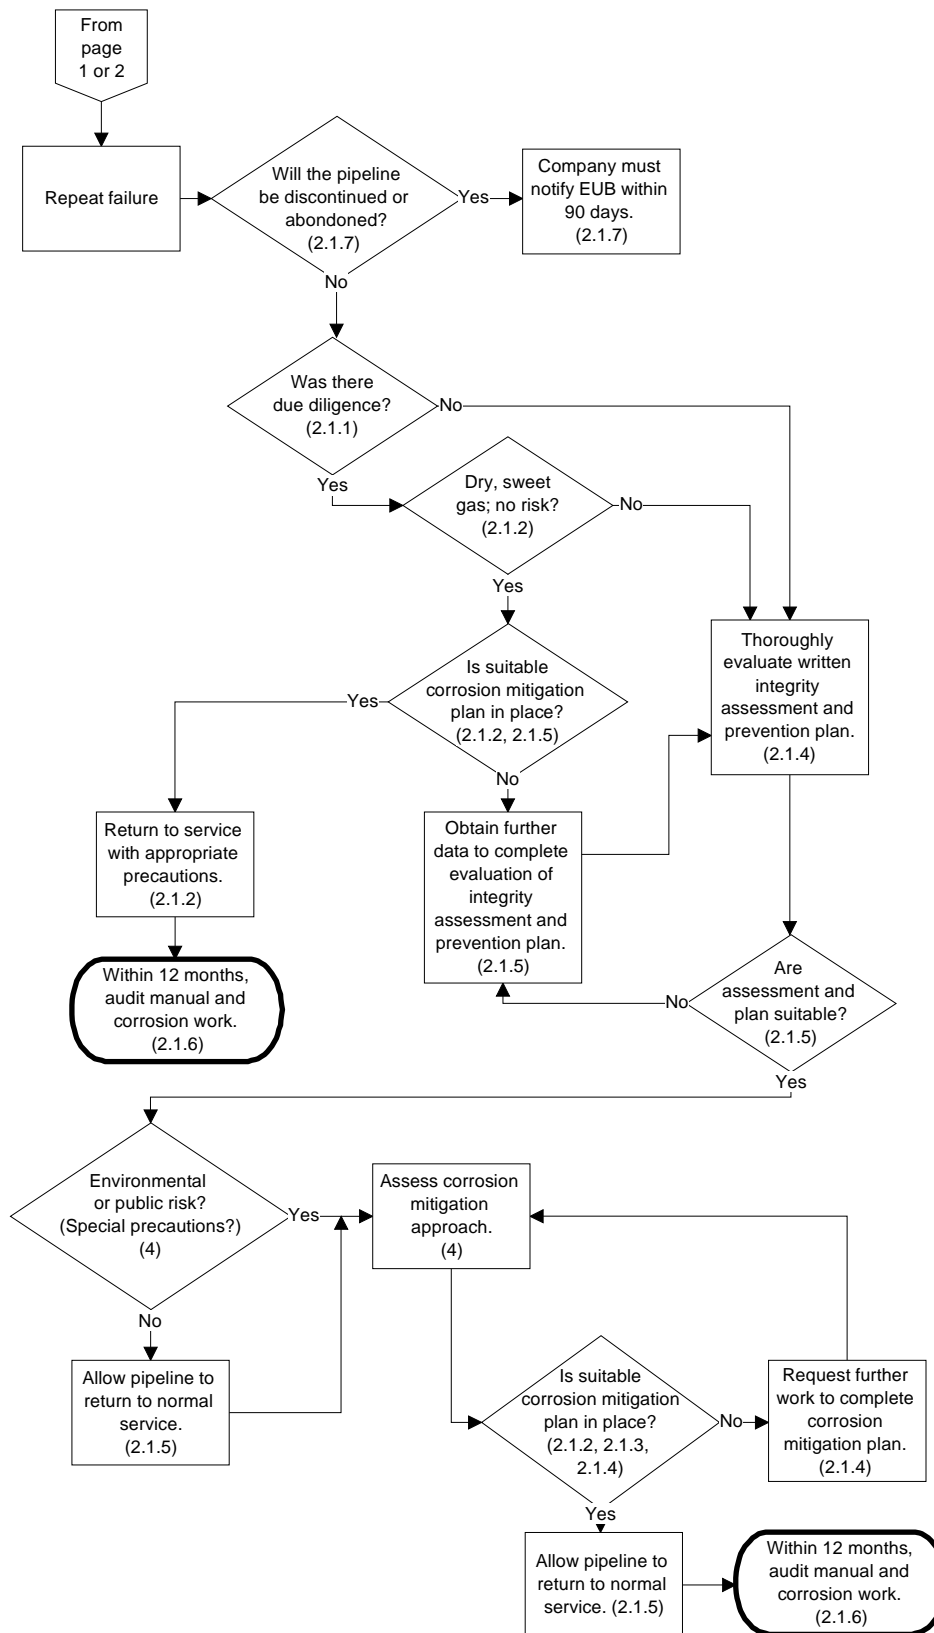 From
page
1 or 2
Repeat failure
Will the pipeline
be discontinued or
abondoned?
(2.1.7)
Yes
Company must
notify EUB within
90 days.
(2.1.7)
No
Was there
due diligence?
(2.1.1)
No
Yes
Dry, sweet
gas; no risk?
(2.1.2)
No
Yes
Thoroughly
evaluate written
integrity
assessment and
prevention plan.
(2.1.4)
Is suitable
corrosion mitigation
plan in place?
(2.1.2, 2.1.5)
Yes
No
Return to service
with appropriate
precautions.
(2.1.2)
Obtain further
data to complete
evaluation of
integrity
assessment and
prevention plan.
(2.1.5)
Within 12 months,
audit manual and
corrosion work.
(2.1.6)
Are
assessment and
plan suitable?
(2.1.5)
No
Yes
Environmental
or public risk?
(Special precautions?)
(4)
Yes
Assess corrosion
mitigation
approach.
(4)
No
Allow pipeline to
return to normal
service.
(2.1.5)
Is suitable
corrosion mitigation
plan in place?
(2.1.2, 2.1.3,
2.1.4)
No
Request further
work to complete
corrosion
mitigation plan.
(2.1.4)
Yes
Allow pipeline to
return to normal
service. (2.1.5)
Within 12 months,
audit manual and
corrosion work.
(2.1.6)